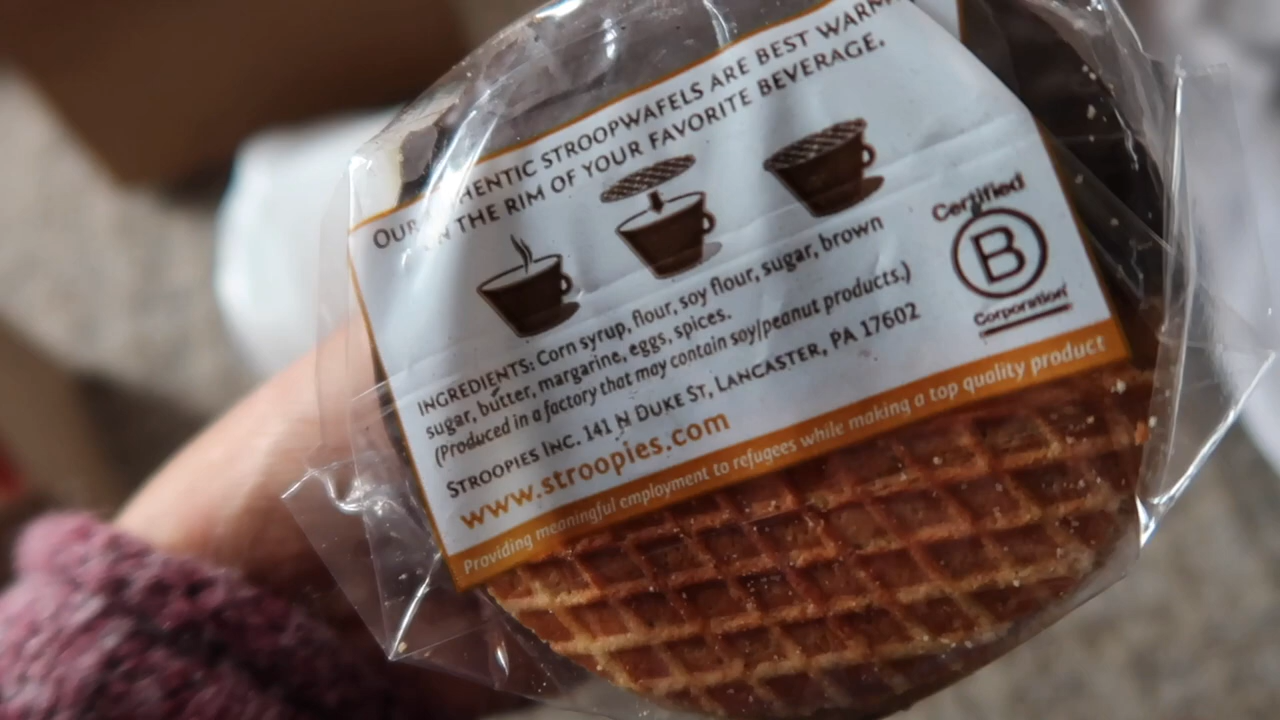 OUR HENTIC STROOPWAFELS ARE BEST WARM
N THE RIM OF YOUR FAVORITE BEVERAGE.
INGREDIENTS: Corn syrup, flour, soy flour, sugar, brown
sugar, butter, margarine, eggs, spices.
(Produced in a factory that may contain soy/peanut products.)
STROOPIES INC. 141 N DUKE ST, LANCASTER, PA 17602
www.stroopies.com
Providing meaningful employment to refugees while making a top quality product
Certified
B
Corporation